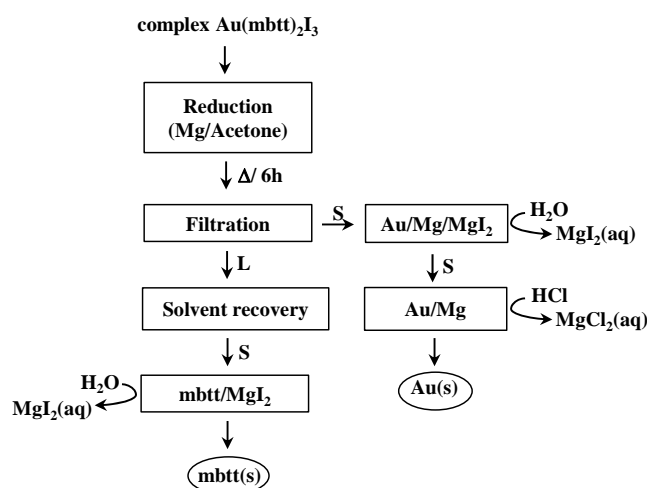 complex Au(mbtt)₂I₃
Reduction
(Mg/Acetone)
Δ/ 6h
Filtration
S
Au/Mg/MgI₂
H₂O
MgI₂(aq)
L
S
Solvent recovery
Au/Mg
HCl
MgCl₂(aq)
S
H₂O
MgI₂(aq)
mbtt/MgI₂
Au(s)
mbtt(s)